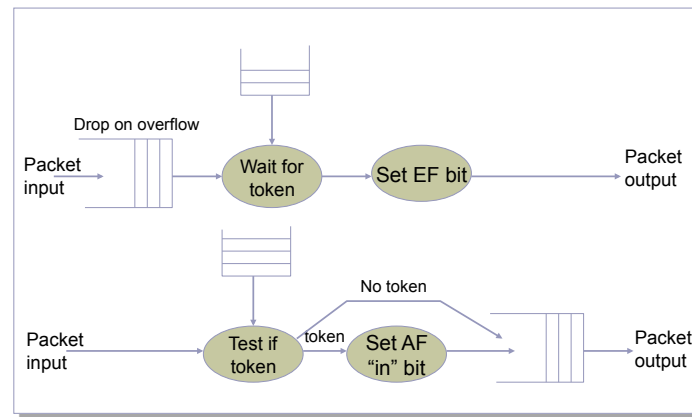 Drop on overflow
Packet
input
Wait for
token
Set EF bit
Packet
output
No token
Packet
input
Test if
token
token
Set AF
“in” bit
Packet
output